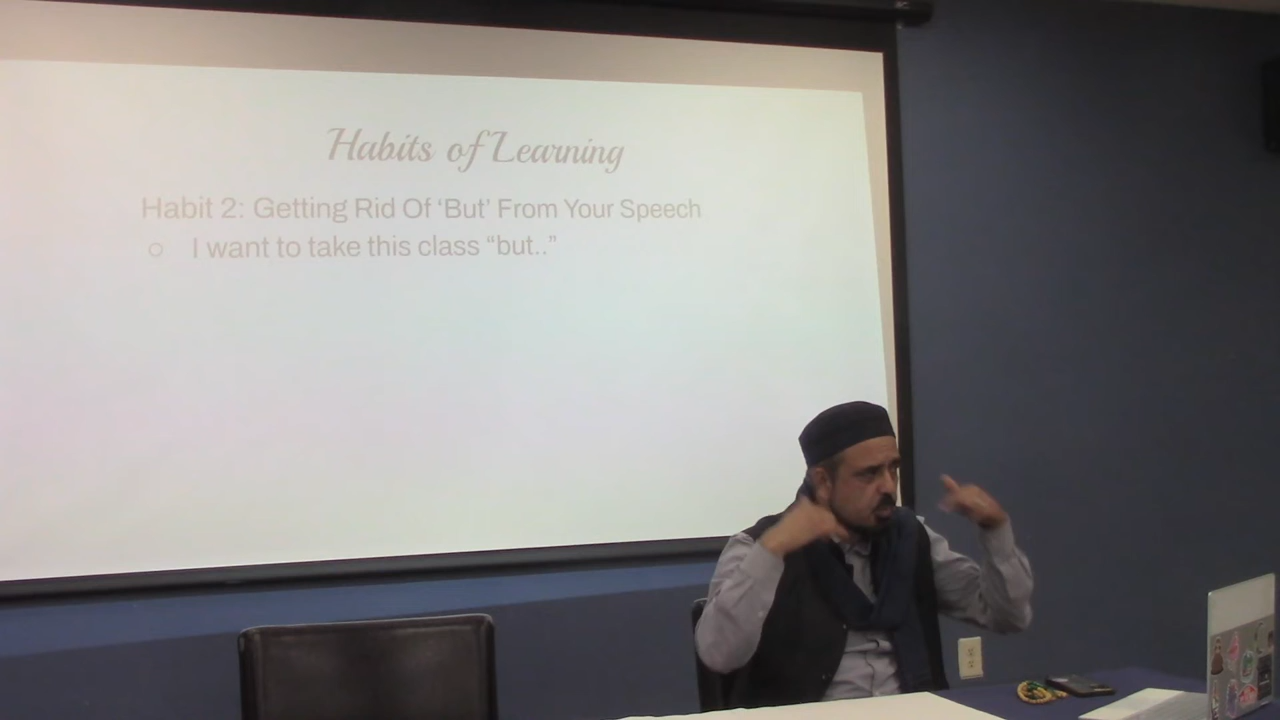 Habits of Learning
Habit 2: Getting Rid Of ‘But’ From Your Speech
○ I want to take this class “but..”